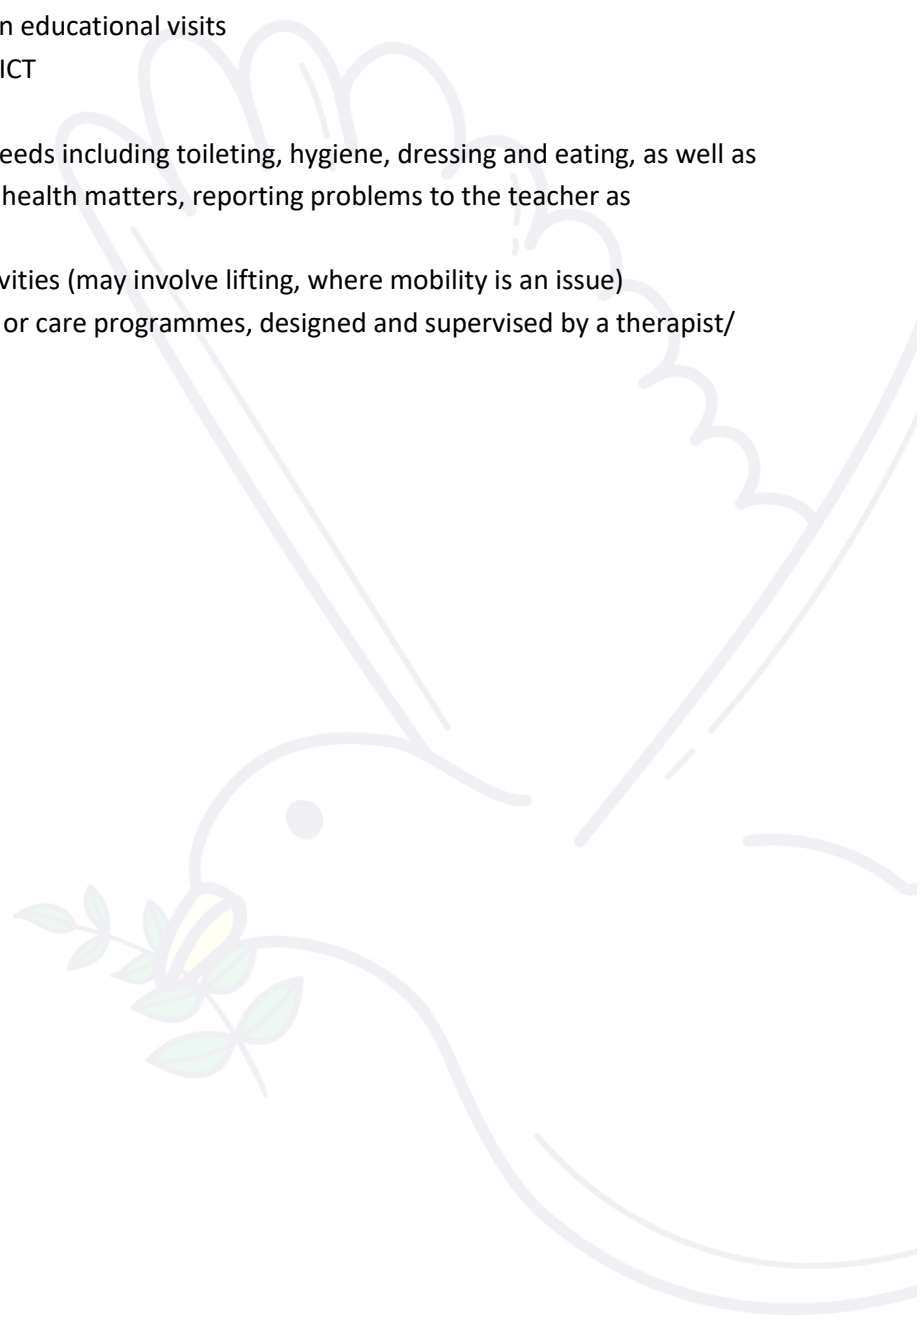 n educational visits
ICT
eeds including toileting, hygiene, dressing and eating, as well as
health matters, reporting problems to the teacher as
vities (may involve lifting, where mobility is an issue)
or care programmes, designed and supervised by a therapist/